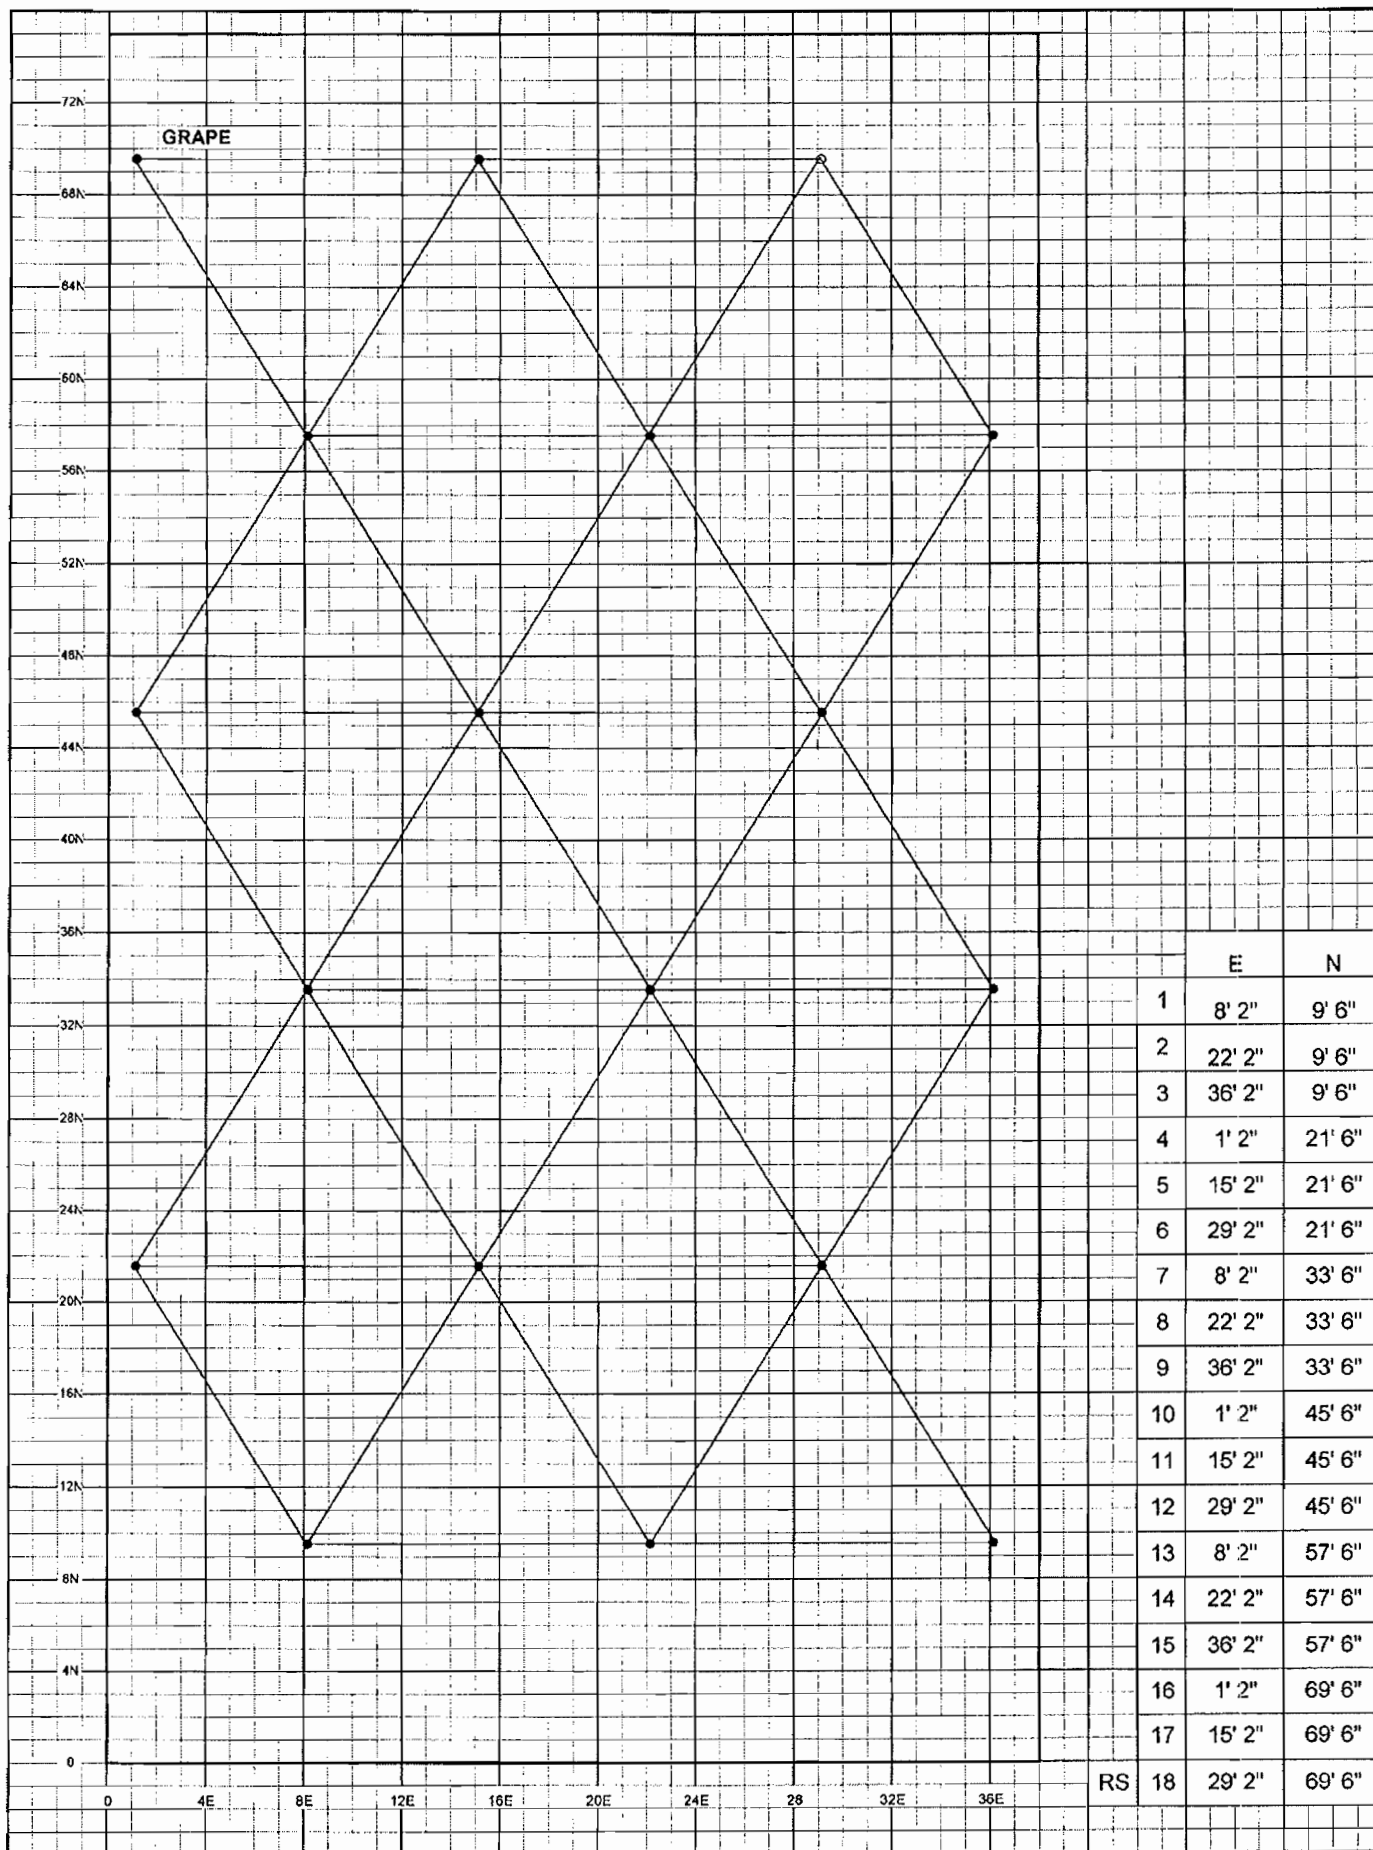 72N
GRAPE
68N
64N
60N
56N
52N
48N
44N
40N
36N
E N
1 8' 2" 9' 6"
32N
2 22' 2" 9' 6"
3 36' 2" 9' 6"
28N
4 1' 2" 21' 6"
5 15' 2" 21' 6"
24N
6 29' 2" 21' 6"
7 8' 2" 33' 6"
20N
8 22' 2" 33' 6"
9 36' 2" 33' 6"
16N
10 1' 2" 45' 6"
11 15' 2" 45' 6"
12N
12 29' 2" 45' 6"
13 8' 2" 57' 6"
8N
14 22' 2" 57' 6"
15 36' 2" 57' 6"
4N
16 1' 2" 69' 6"
17 15' 2" 69' 6"
0
RS 18 29' 2" 69' 6"
0 4E 8E 12E 16E 20E 24E 28 32E 36E